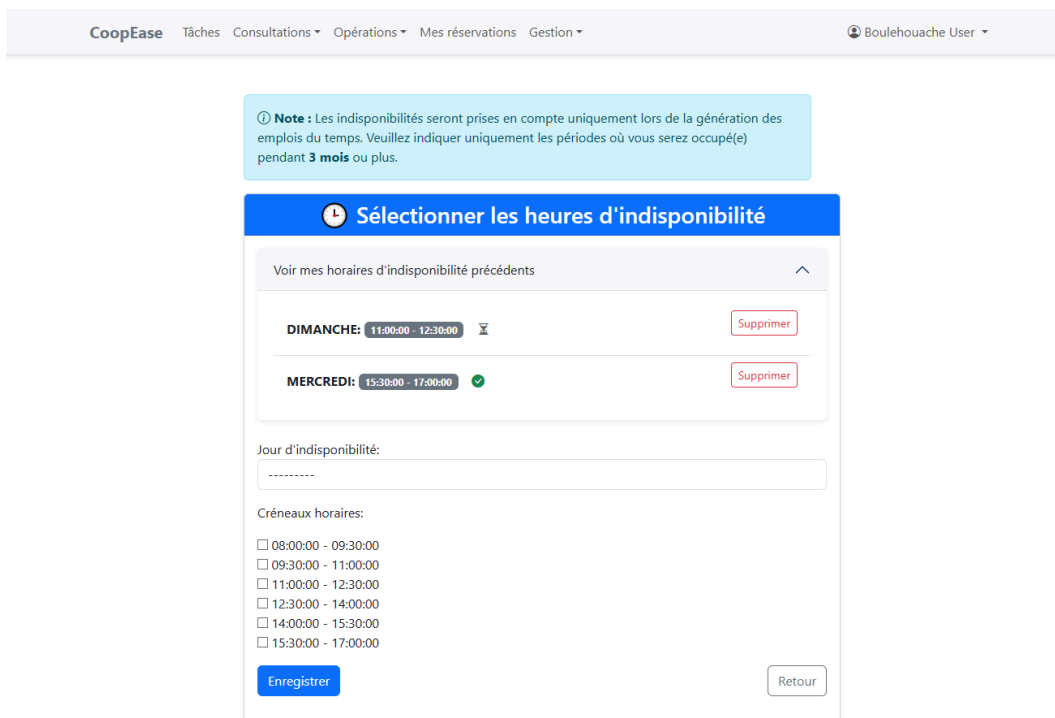 CoopEase Tâches Consultations Opérations Mes réservations Gestion Boulehouache User
Note : Les indisponibilités seront prises en compte uniquement lors de la génération des
emplois du temps. Veuillez indiquer uniquement les périodes où vous serez occupé(e)
pendant 3 mois ou plus.
Sélectionner les heures d'indisponibilité
Voir mes horaires d'indisponibilité précédents
DIMANCHE: 11:00:00 - 12:30:00 Supprimer
MERCREDI: 15:30:00 - 17:00:00 Supprimer
Jour d'indisponibilité:
---------
Créneaux horaires:
08:00:00 - 09:30:00
09:30:00 - 11:00:00
11:00:00 - 12:30:00
12:30:00 - 14:00:00
14:00:00 - 15:30:00
15:30:00 - 17:00:00
Enregistrer Retour